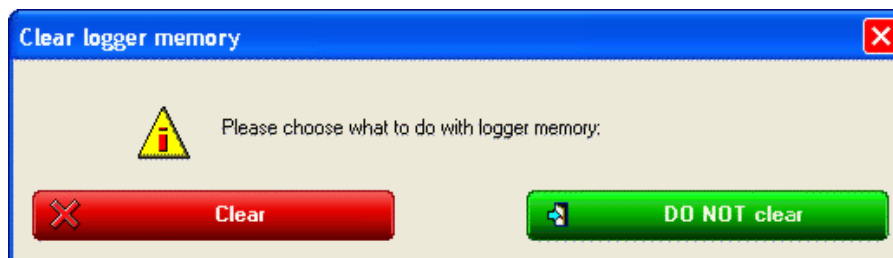 Clear logger memory
Please choose what to do with logger memory:
Clear
DO NOT clear